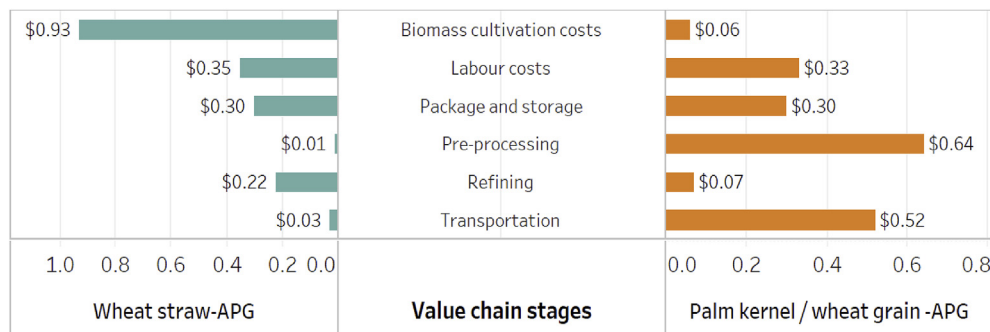 $0.93 Biomass cultivation costs $0.06
$0.35 Labour costs $0.33
$0.30 Package and storage $0.30
$0.01 Pre-processing $0.64
$0.22 Refining $0.07
$0.03 Transportation $0.52
1.0 0.8 0.6 0.4 0.2 0.0 0.0 0.2 0.4 0.6 0.8
Wheat straw-APG Value chain stages Palm kernel / wheat grain -APG